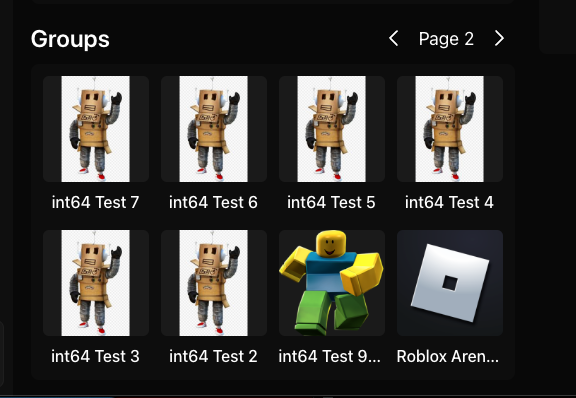 Groups
Page 2
int64 Test 7
int64 Test 6
int64 Test 5
int64 Test 4
int64 Test 3
int64 Test 2
int64 Test 9...
Roblox Aren...